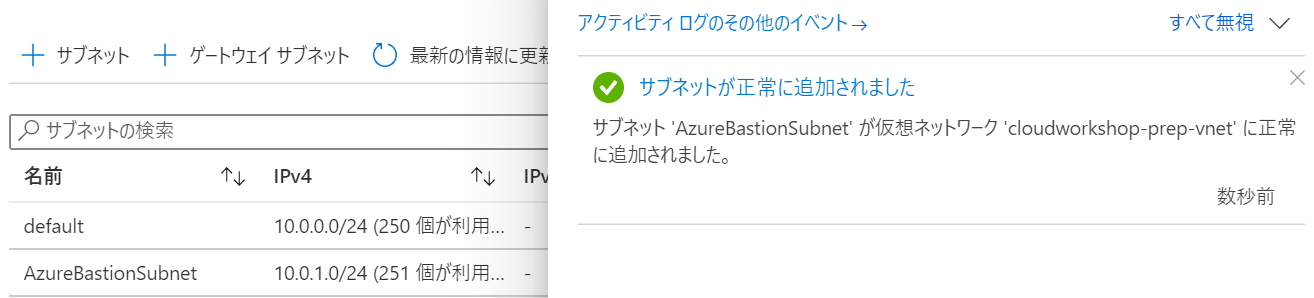 サブネット ゲートウェイ サブネット 最新の情報に更新
サブネットの検索
名前 IPv4
default 10.0.0.0/24 (250 個が利用... -
AzureBastionSubnet 10.0.1.0/24 (251 個が利用... -
アクティビティ ログのその他のイベント→ すべて無視
サブネットが正常に追加されました
サブネット 'AzureBastionSubnet' が仮想ネットワーク 'cloudworkshop-prep-vnet' に正常
に追加されました。
数秒前